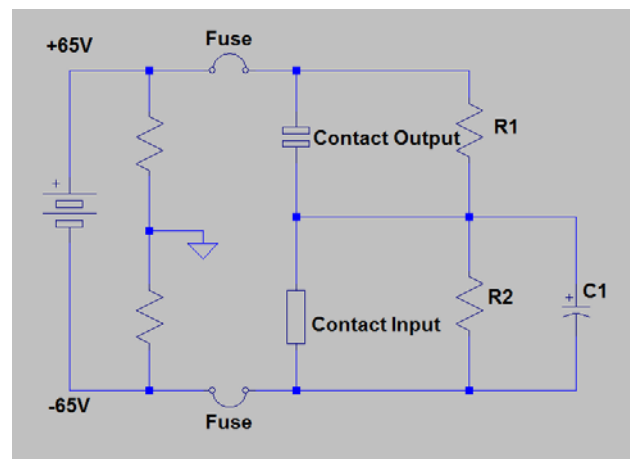 +65V
Fuse
Contact Output
R1
+
Contact Input
R2
+
C1
-65V
Fuse